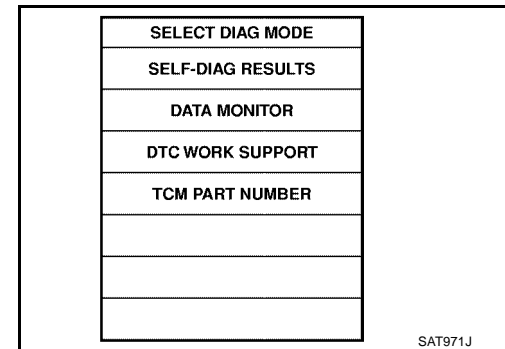 SELECT DIAG MODE
SELF-DIAG RESULTS
DATA MONITOR
DTC WORK SUPPORT
TCM PART NUMBER
SAT971J